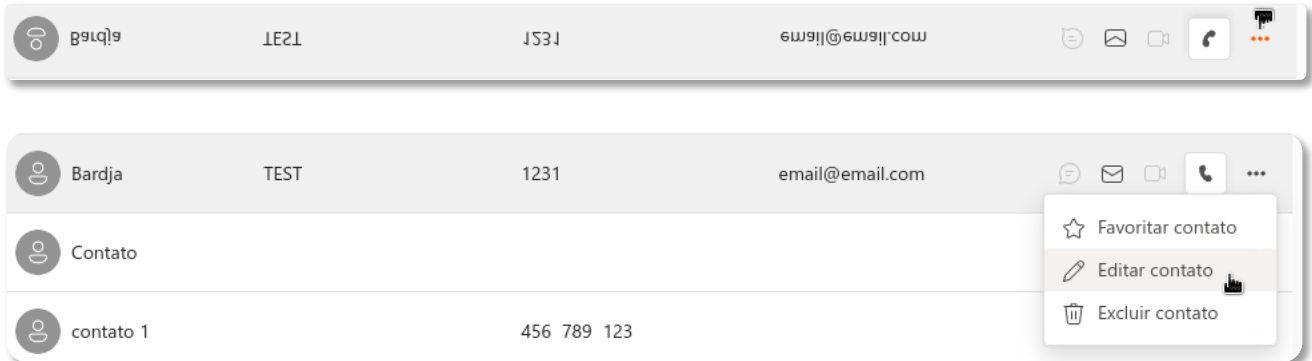 Bardja TEST 1231 email@email.com
Bardja TEST 1231 email@email.com
Favoritar contato
Contato
Editar contato
Excluir contato
contato 1 456 789 123